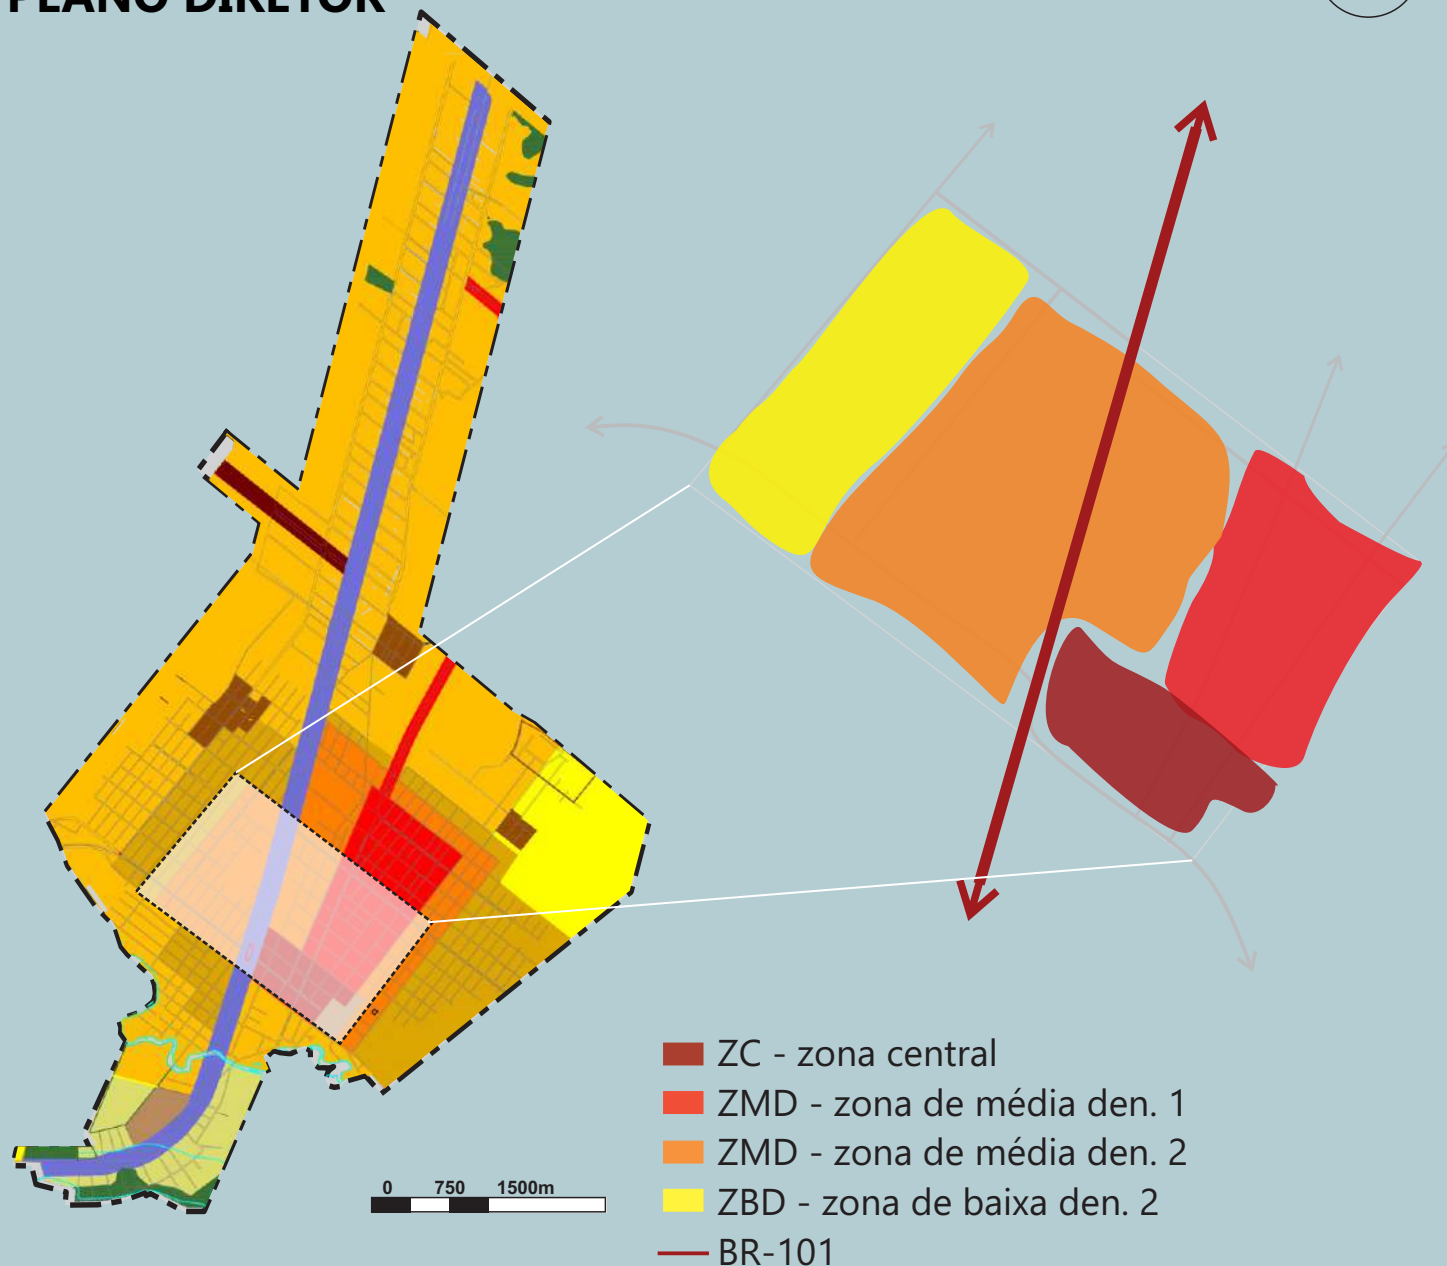 PLANO DIRETOR
ZC - zona central
ZMD - zona de média den. 1
ZMD - zona de média den. 2
0 750 1500m
ZBD - zona de baixa den. 2
BR-101